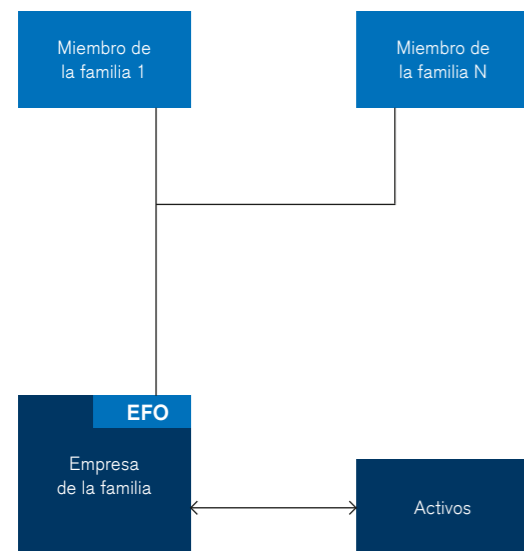 Miembro de
la familia 1
Miembro de
la familia N
EFO
Empresa
de la familia
Activos